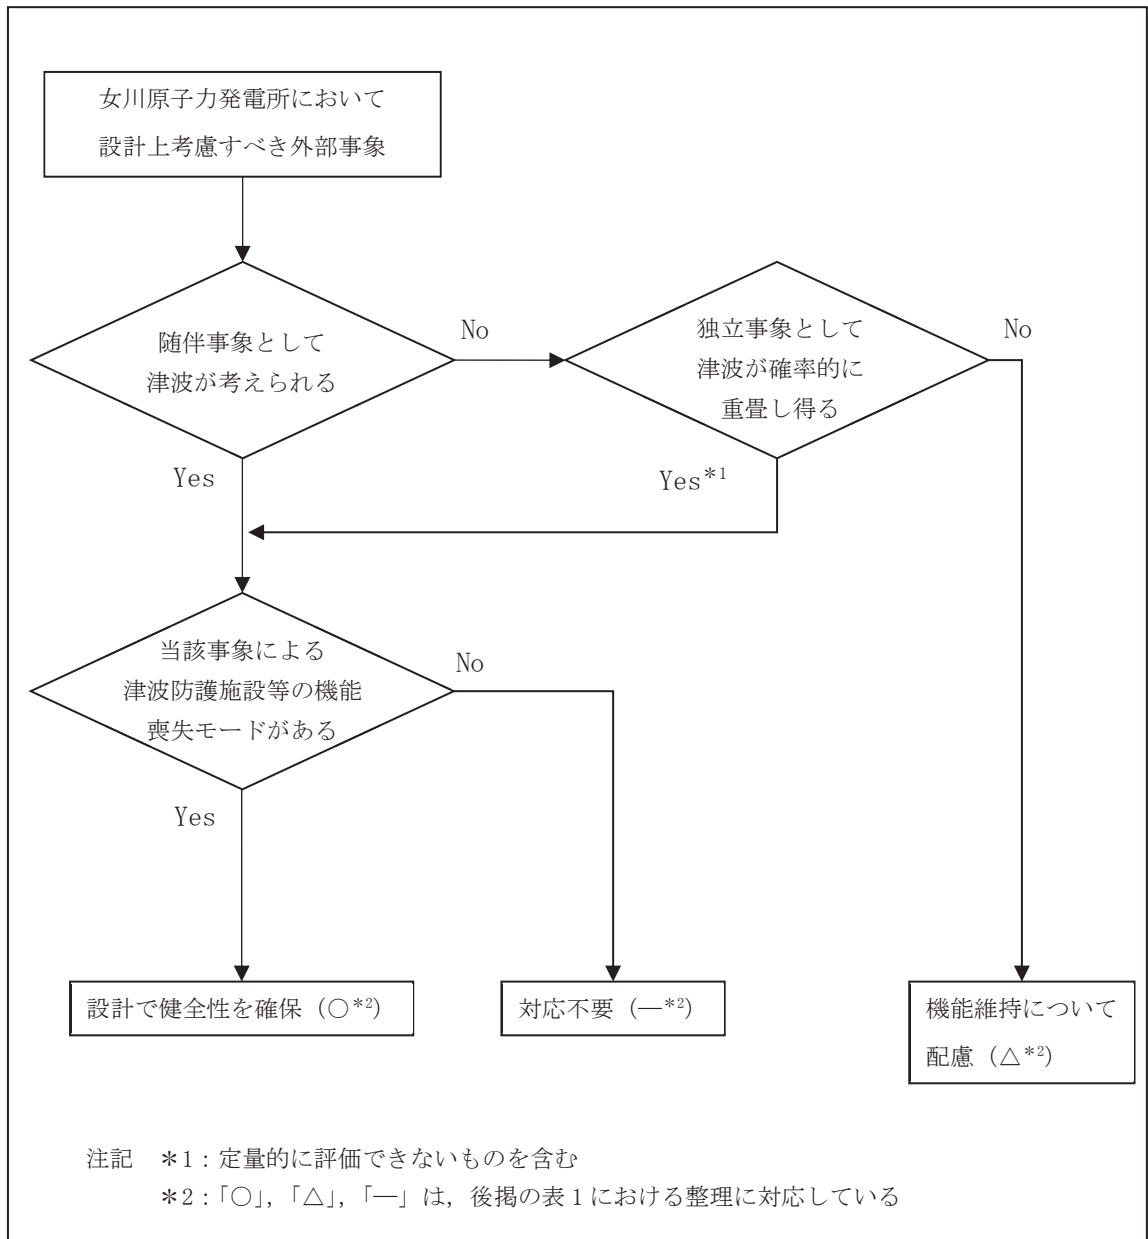 女川原子力発電所において
設計上考慮すべき外部事象
随伴事象として
津波が考えられる
No
独立事象として
津波が確率的に
重畳し得る
No
Yes
Yes*1
当該事象による
津波防護施設等の機能
喪失モードがある
No
Yes
設計で健全性を確保（○*2）
対応不要（―*2）
機能維持について
配慮（△*2）
注記　＊1：定量的に評価できないものを含む
＊2：「○」，「△」，「―」は，後掲の表 1 における整理に対応している